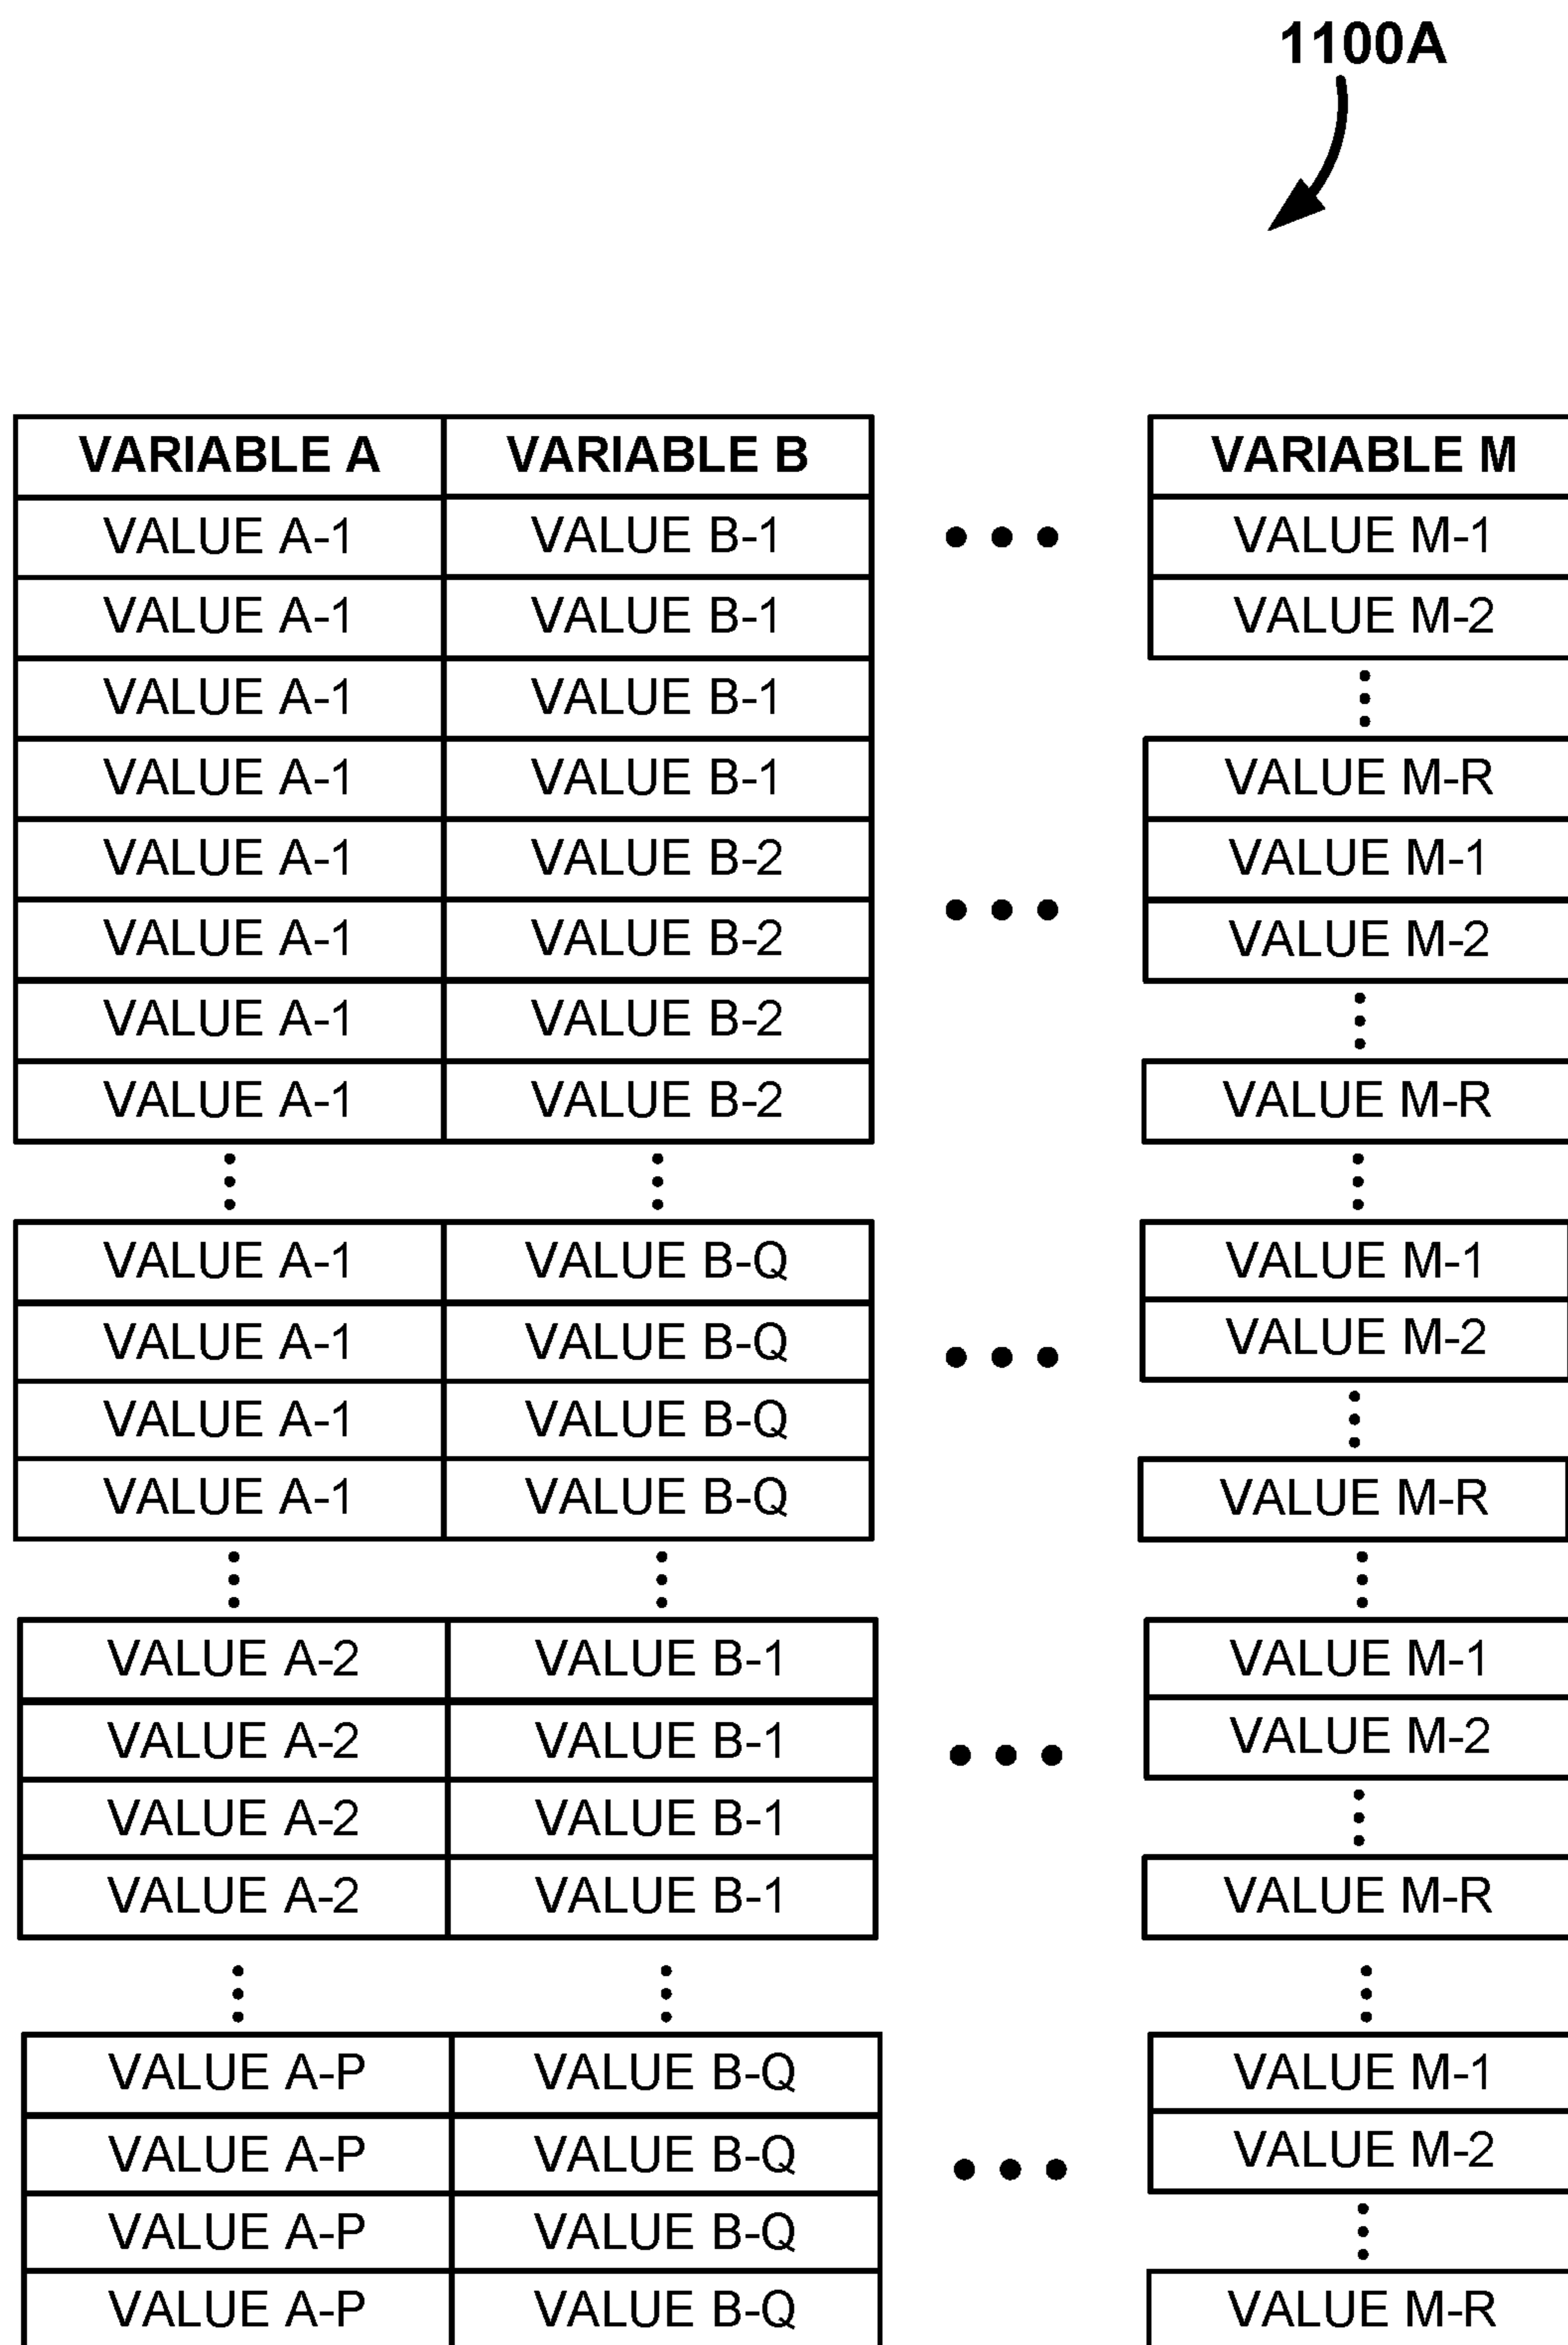 1100A
VARIABLE A VARIABLE B VARIABLE M
VALUE A-1 VALUE B-1 VALUE M-1
VALUE A-1 VALUE B-1 VALUE M-2
VALUE A-1 VALUE B-1
VALUE A-1 VALUE B-1 VALUE M-R
VALUE A-1 VALUE B-2 VALUE M-1
VALUE A-1 VALUE B-2 VALUE M-2
VALUE A-1 VALUE B-2
VALUE A-1 VALUE B-2 VALUE M-R
VALUE A-1 VALUE B-Q VALUE M-1
VALUE A-1 VALUE B-Q VALUE M-2
VALUE A-1 VALUE B-Q
VALUE A-1 VALUE B-Q VALUE M-R
VALUE A-2 VALUE B-1 VALUE M-1
VALUE A-2 VALUE B-1 VALUE M-2
VALUE A-2 VALUE B-1
VALUE A-2 VALUE B-1 VALUE M-R
VALUE A-P VALUE B-Q VALUE M-1
VALUE A-P VALUE B-Q VALUE M-2
VALUE A-P VALUE B-Q
VALUE A-P VALUE B-Q VALUE M-R